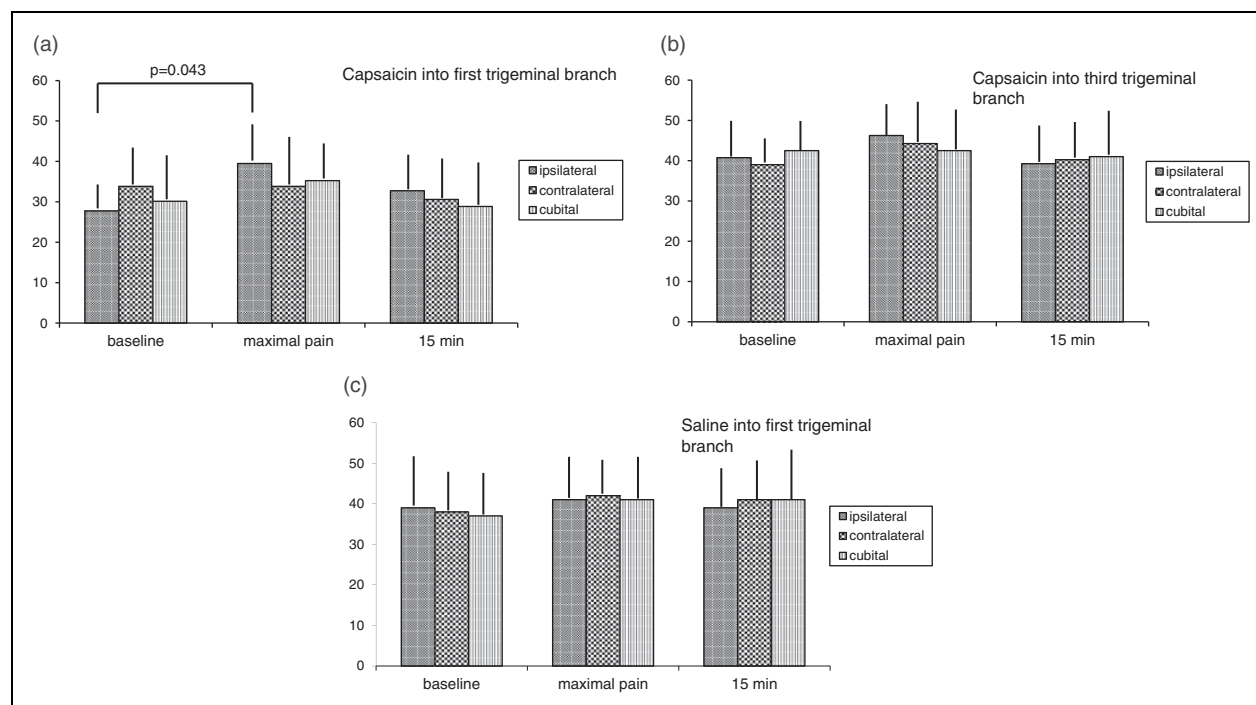 (a)
p=0.043
Capsaicin into first trigeminal branch
60
50
40
30
20
10
0
baseline
maximal pain
15 min
ipsilateral
contralateral
cubital
(b)
Capsaicin into third trigeminal
branch
60
50
40
30
20
10
0
baseline
maximal pain
15 min
ipsilateral
contralateral
cubital
(c)
Saline into first trigeminal
branch
60
50
40
30
20
10
0
baseline
maximal pain
15 min
ipsilateral
contralateral
cubital